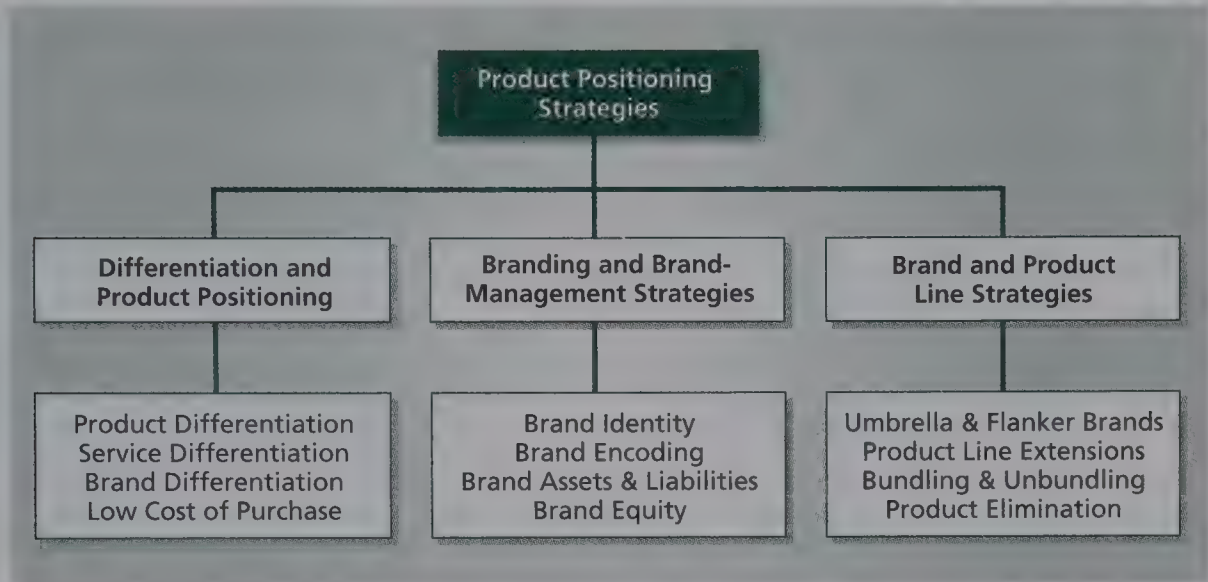 Product Positioning
Strategies
Differentiation and
Product Positioning
Branding and Brand-
Management Strategies
Brand and Product
Line Strategies
Product Differentiation
Service Differentiation
Brand Differentiation
Low Cost of Purchase
Brand Identity
Brand Encoding
Brand Assets & Liabilities
Brand Equity
Umbrella & Flanker Brands
Product Line Extensions
Bundling & Unbundling
Product Elimination